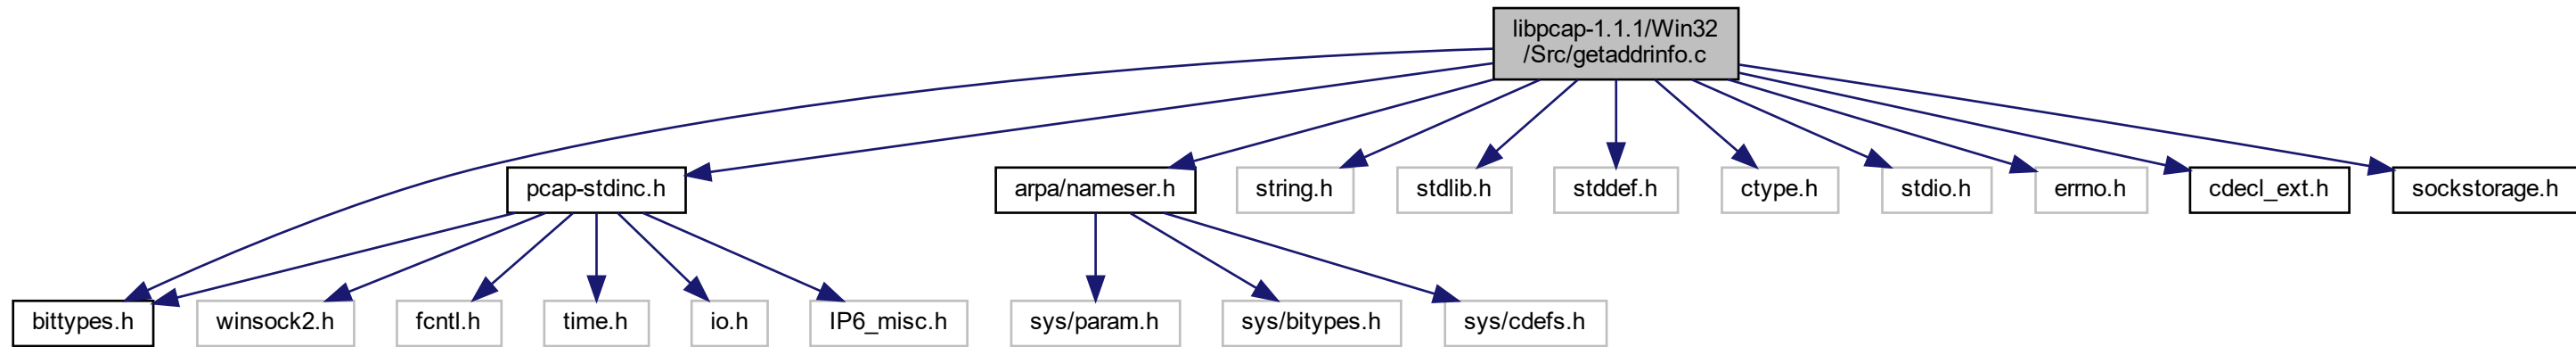 libpcap-1.1.1/Win32
/Src/getaddrinfo.c
pcap-stdinc.h
arpa/nameser.h
string.h
stdlib.h
stddef.h
ctype.h
stdio.h
errno.h
cdecl_ext.h
sockstorage.h
bittypes.h
winsock2.h
fcntl.h
time.h
io.h
IP6_misc.h
sys/param.h
sys/bitypes.h
sys/cdefs.h